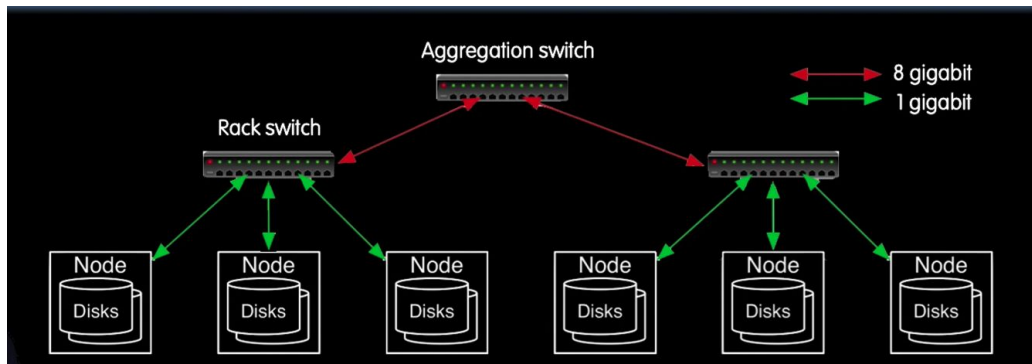 Aggregation switch
8 gigabit
1 gigabit
Rack switch
Node
Disks
Node
Disks
Node
Disks
Node
Disks
Node
Disks
Node
Disks